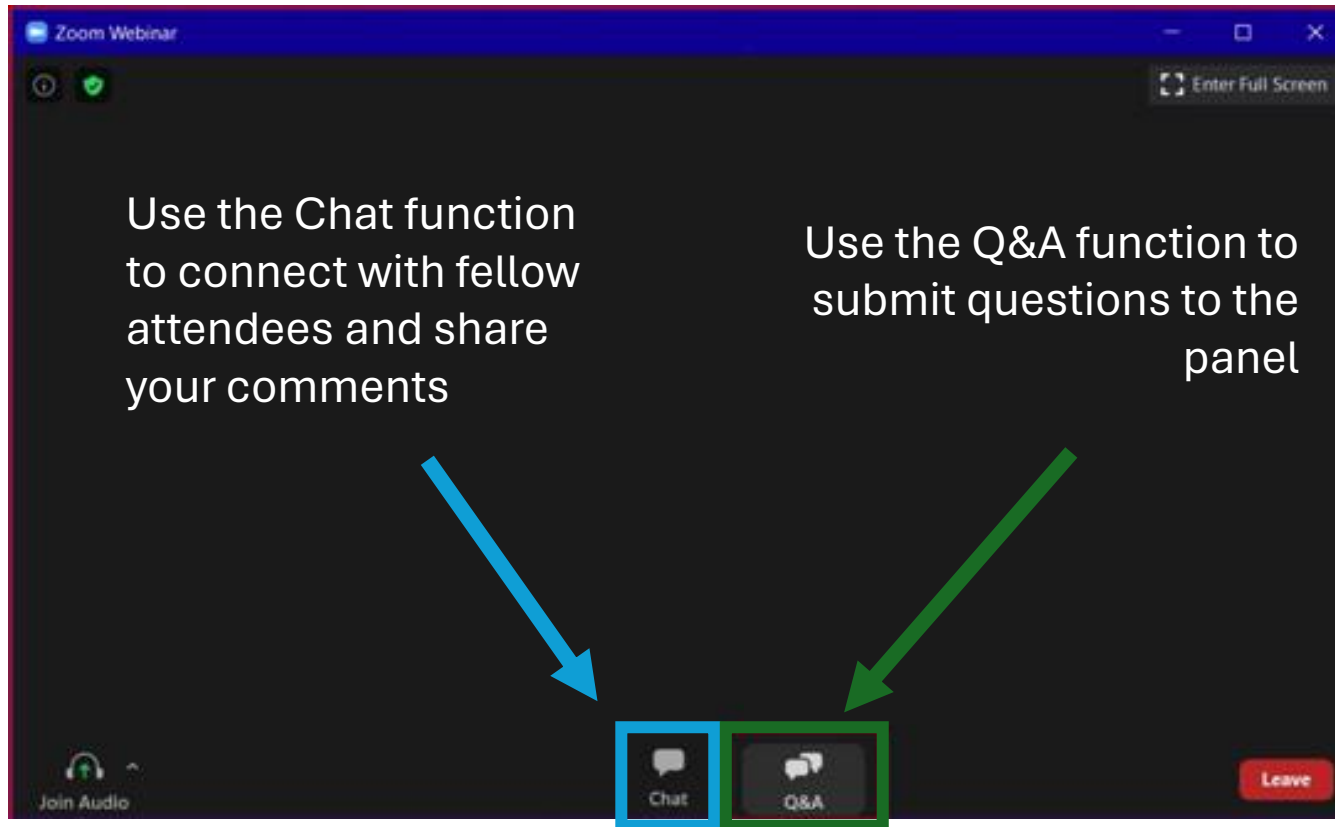 Zoom Webinar
Enter Full Screen
Use the Chat function
to connect with fellow
attendees and share
your comments
Use the Q&A function to
submit questions to the
panel
Join Audio
Chat
Q&A
Leave